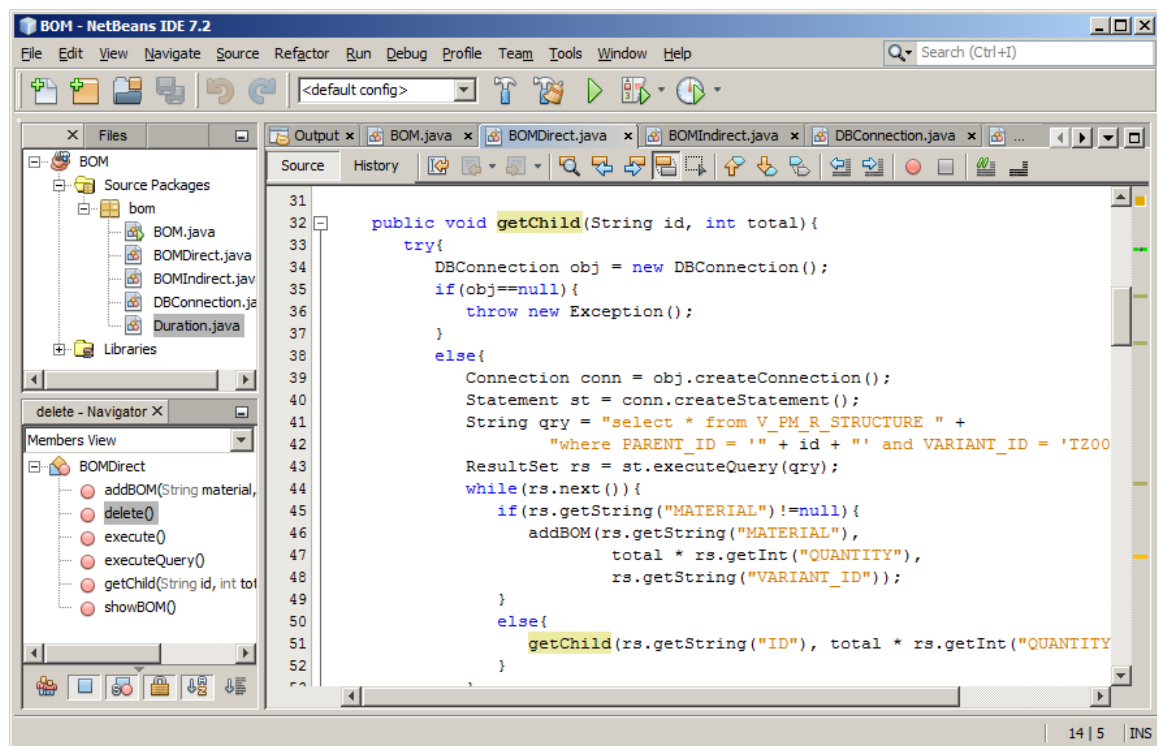 BOM - NetBeans IDE 7.2
File Edit View Navigate Source Refactor Run Debug Profile Team Tools Window Help
Search (Ctrl+I)
<default config>
Files
BOM
Source Packages
bom
BOM.java
BOMDirect.java
BOMIndirect.jav
DBConnection.ja
Duration.java
Libraries
delete - Navigator
Members View
BOMDirect
addBOM(String material,
delete()
execute()
executeQuery()
getChild(String id, int tot
showBOM()
Output BOM.java BOMDirect.java BOMIndirect.java DBConnection.java ...
Source History
31
32 public void getChild(String id, int total){
33 try{
34 DBConnection obj = new DBConnection();
35 if(obj==null){
36 throw new Exception();
37 }
38 else{
39 Connection conn = obj.createConnection();
40 Statement st = conn.createStatement();
41 String qry = "select * from V_PM_R_STRUCTURE " +
42 "where PARENT_ID = '" + id + "' and VARIANT_ID = 'TZ00
43 ResultSet rs = st.executeQuery(qry);
44 while(rs.next()){
45 if(rs.getString("MATERIAL")!=null){
46 addBOM(rs.getString("MATERIAL"),
47 total * rs.getInt("QUANTITY"),
48 rs.getString("VARIANT_ID"));
49 }
50 else{
51 getChild(rs.getString("ID"), total * rs.getInt("QUANTITY
52 }
14 | 5 INS